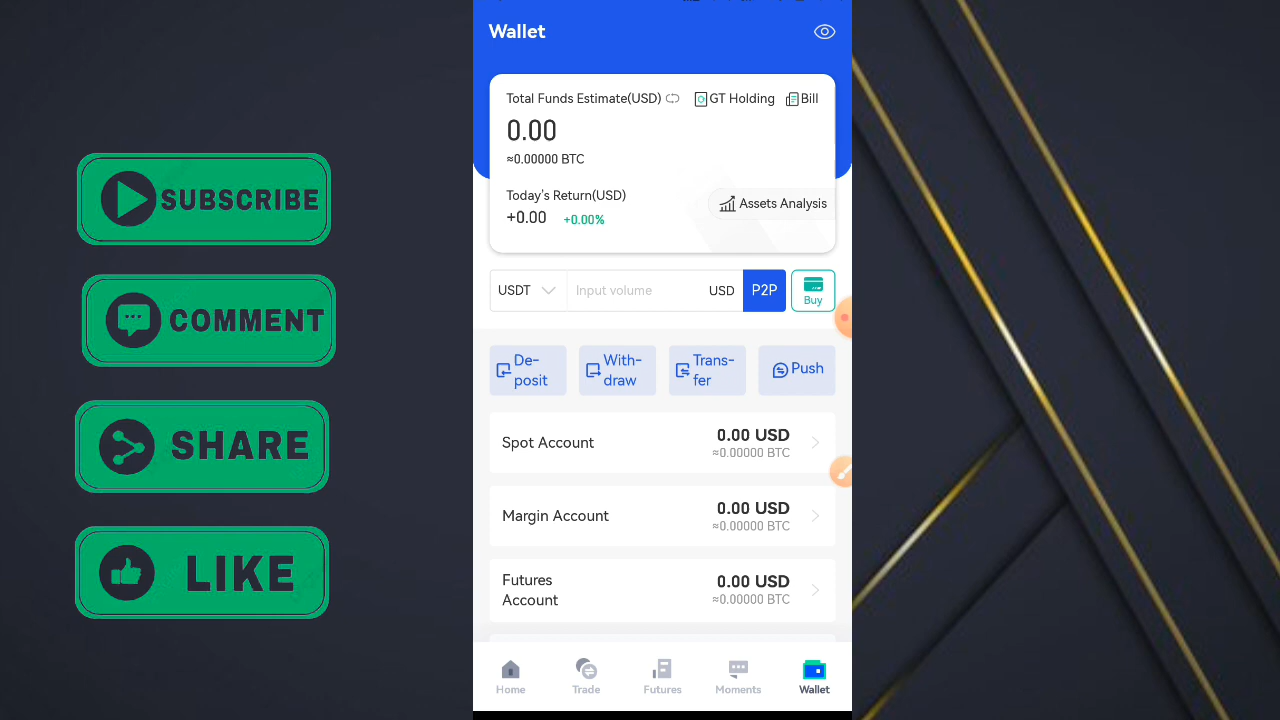 SUBSCRIBE
COMMENT
SHARE
LIKE
Wallet
Total Funds Estimate(USD) GT Holding Bill
0.00
≈0.00000 BTC
Today's Return(USD)
+0.00 +0.00%
Assets Analysis
USDT Input volume USD P2P Buy
De-
posit
With-
draw
Trans-
fer
Push
Spot Account 0.00 USD
≈0.00000 BTC
Margin Account 0.00 USD
≈0.00000 BTC
Futures
Account
0.00 USD
≈0.00000 BTC
Home Trade Futures Moments Wallet